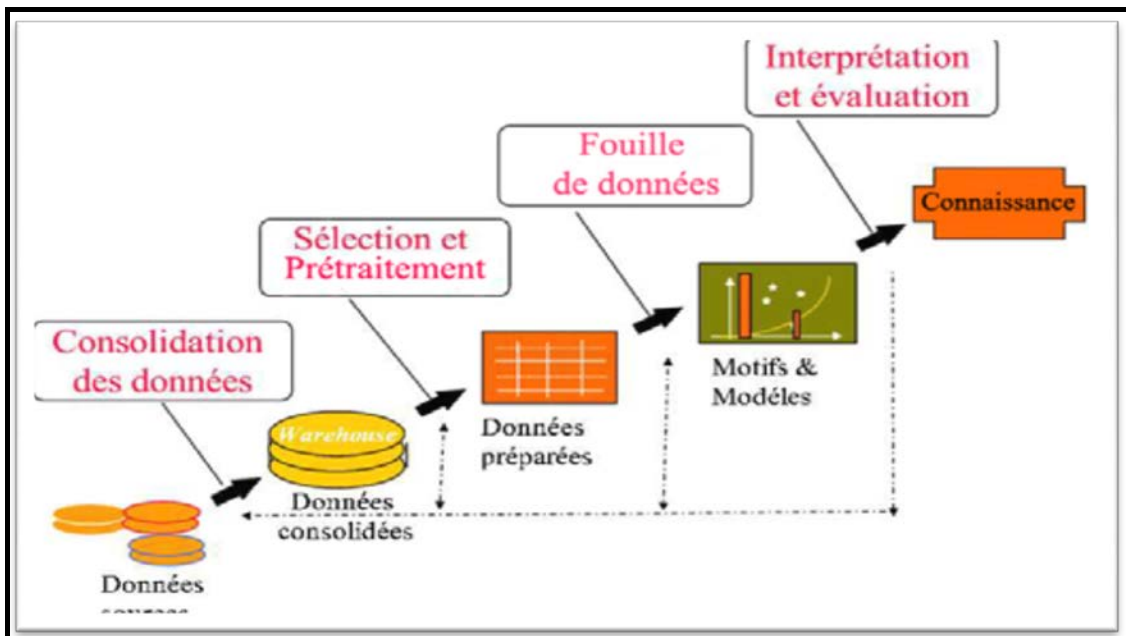 Interprétation
et évaluation
Fouille
de données
Connaissance
Sélection et
Prétraitement
Consolidation
des données
Motifs &
Modéles
Données
préparées
Warehouse
Données
consolidées
Données